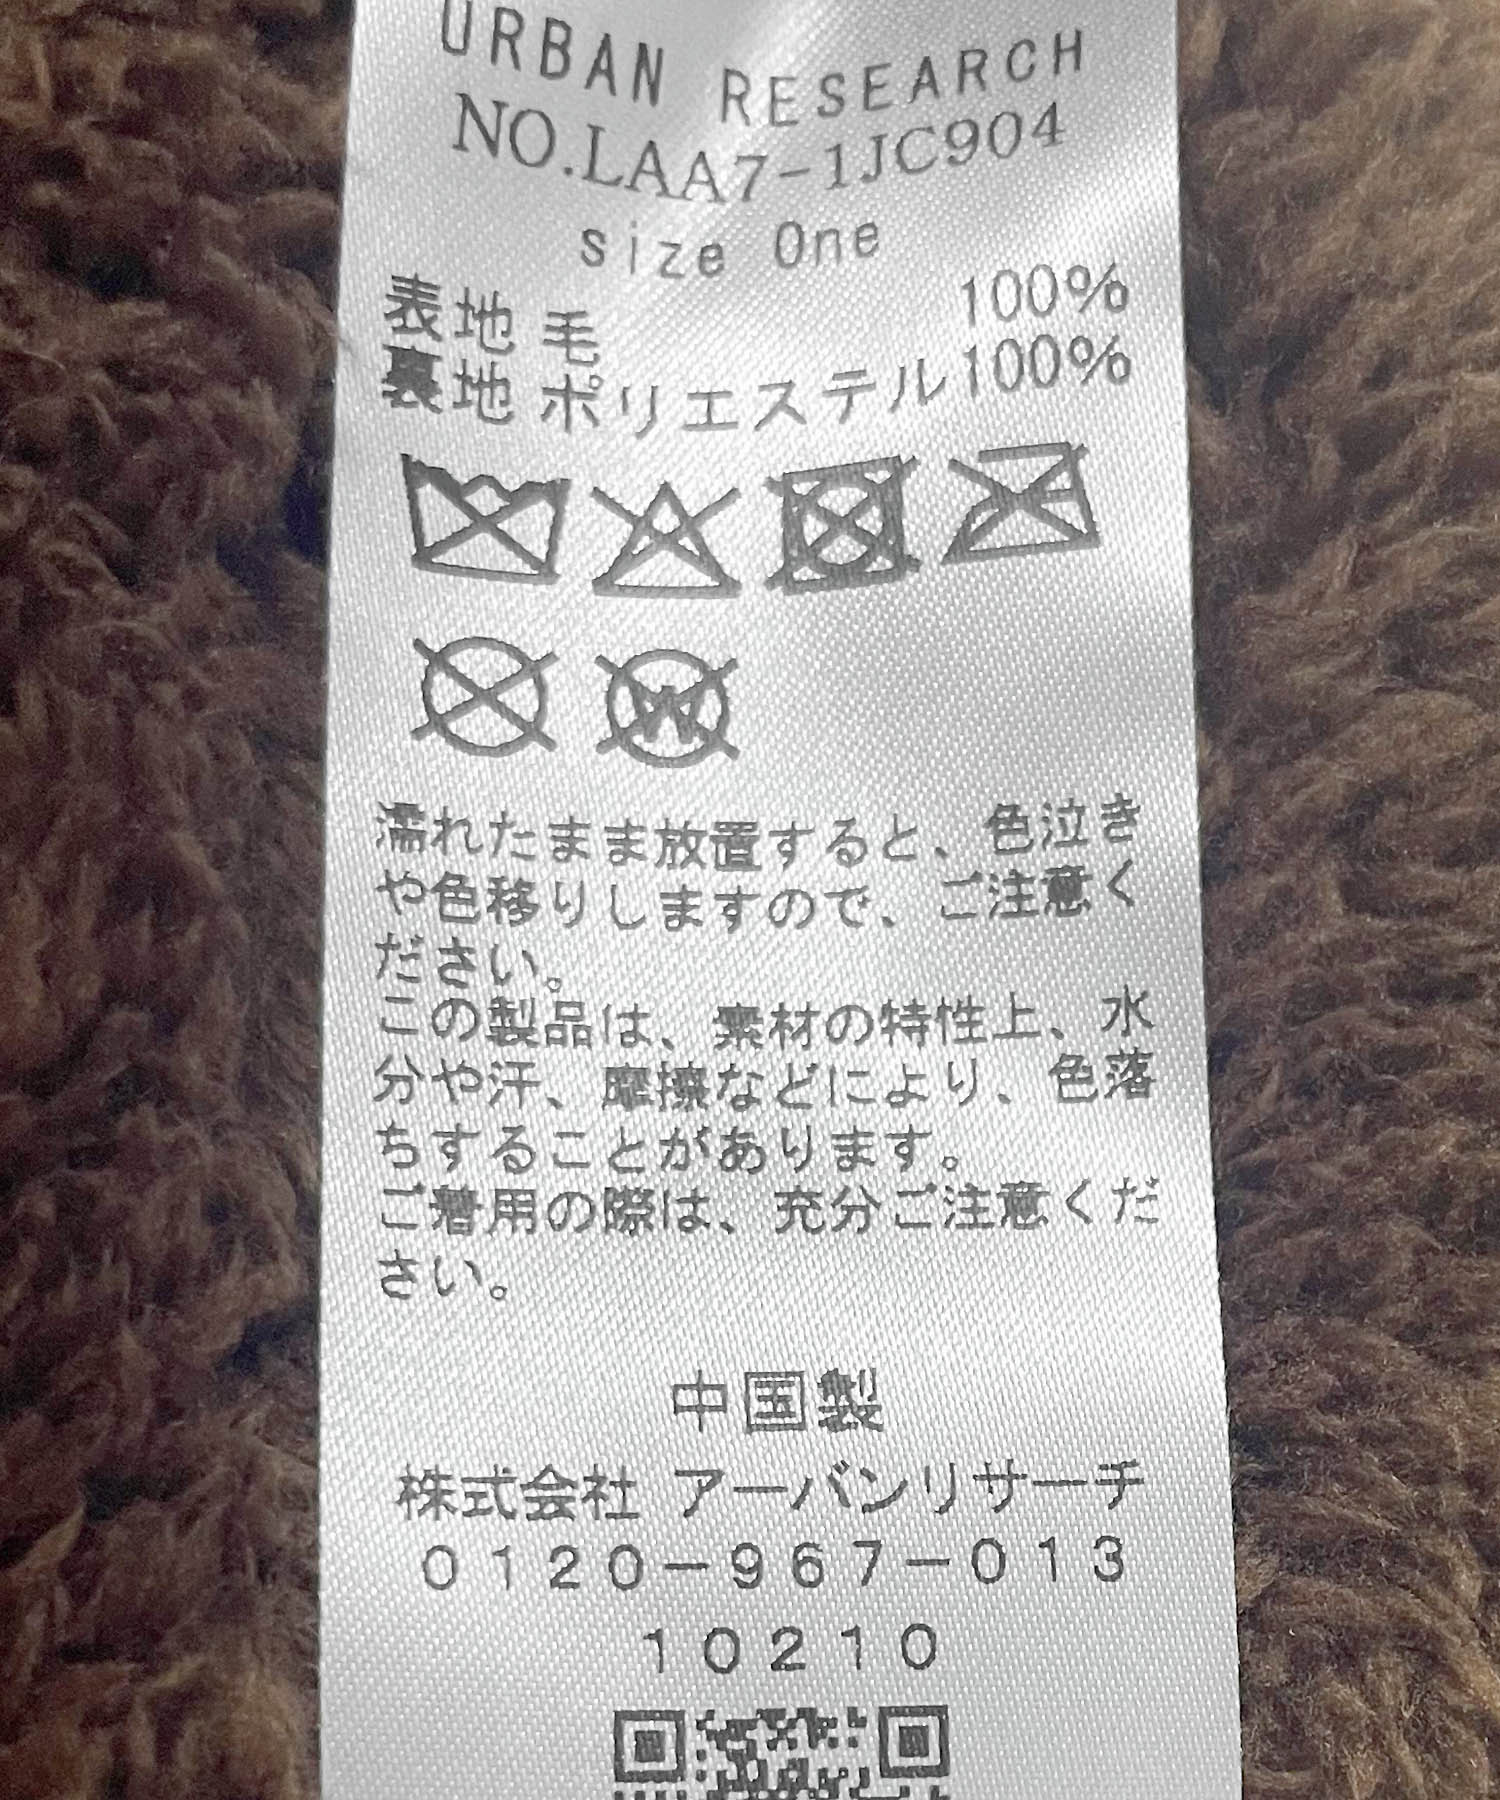 URBAN RESEARCH
NO.LAA7-1JC904
size One
表地 毛 100%
裏地 ポリエステル100%
濡れたまま放置すると、色泣き
や色移りしますので、ご注意く
ださい。
この製品は、素材の特性上、水
分や汗、摩擦などにより、色落
ちすることがあります。
ご着用の際は、充分ご注意くだ
さい。
中国製
株式会社 アーバンリサーチ
0120-967-013
10210